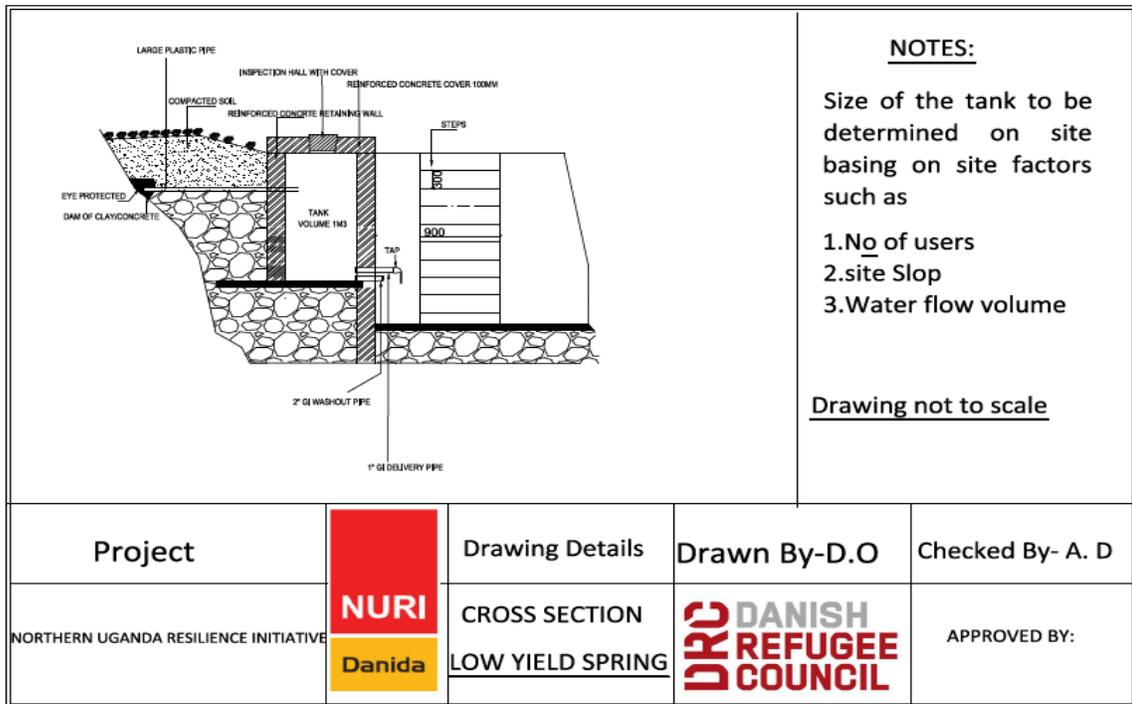 LARGE PLASTIC PIPE
INSPECTION HALL WITH COVER
REINFORCED CONCRETE COVER 100MM
COMPACTED SOIL
REINFORCED CONCRTE RETAINING WALL
STEPS
300
EYE PROTECTED
DAM OF CLAY/CONCRETE
TANK
VOLUME 1M3
900
TAP
2" GI WASHOUT PIPE
1" GI DELIVERY PIPE
NOTES:
Size of the tank to be
determined on site
basing on site factors
such as
1.No of users
2.site Slop
3.Water flow volume
Drawing not to scale
Project
NURI
Danida
Drawing Details
Drawn By-D.O
Checked By- A. D
NORTHERN UGANDA RESILIENCE INITIATIVE
CROSS SECTION
LOW YIELD SPRING
DRC DANISH
REFUGEE
COUNCIL
APPROVED BY: